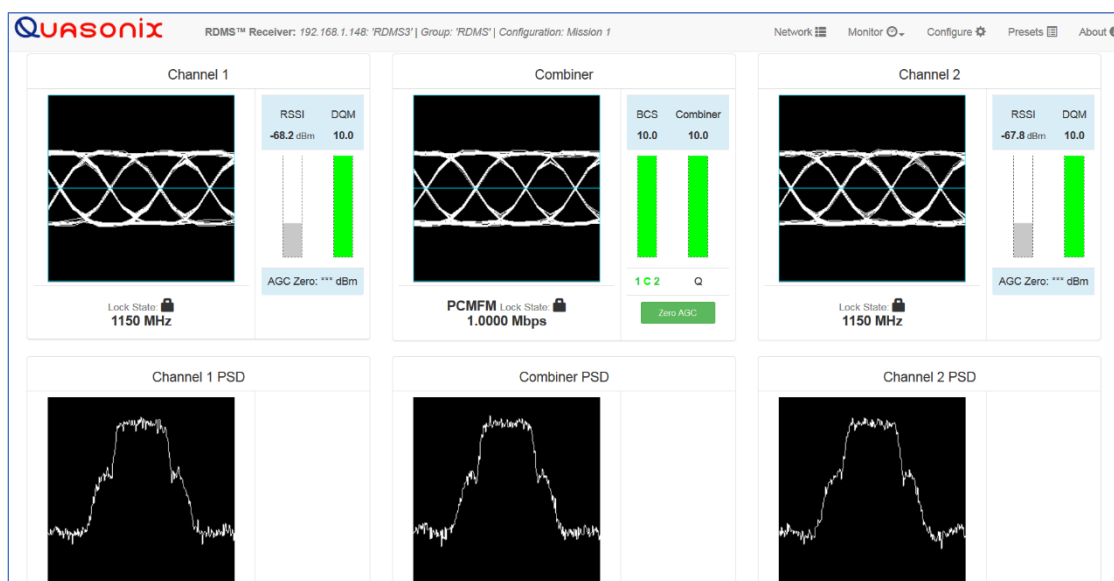 QUASONIX
RDMS™ Receiver: 192.168.1.148: 'RDMS3' | Group: 'RDMS' | Configuration: Mission 1
Network Monitor Configure Presets About
Channel 1
RSSI DQM
-68.2 dBm 10.0
AGC Zero: *** dBm
Lock State:
1150 MHz
Combiner
BCS Combiner
10.0 10.0
1 C 2 Q
Zero AGC
PCMFM Lock State:
1.0000 Mbps
Channel 2
RSSI DQM
-67.8 dBm 10.0
AGC Zero: *** dBm
Lock State:
1150 MHz
Channel 1 PSD
Combiner PSD
Channel 2 PSD